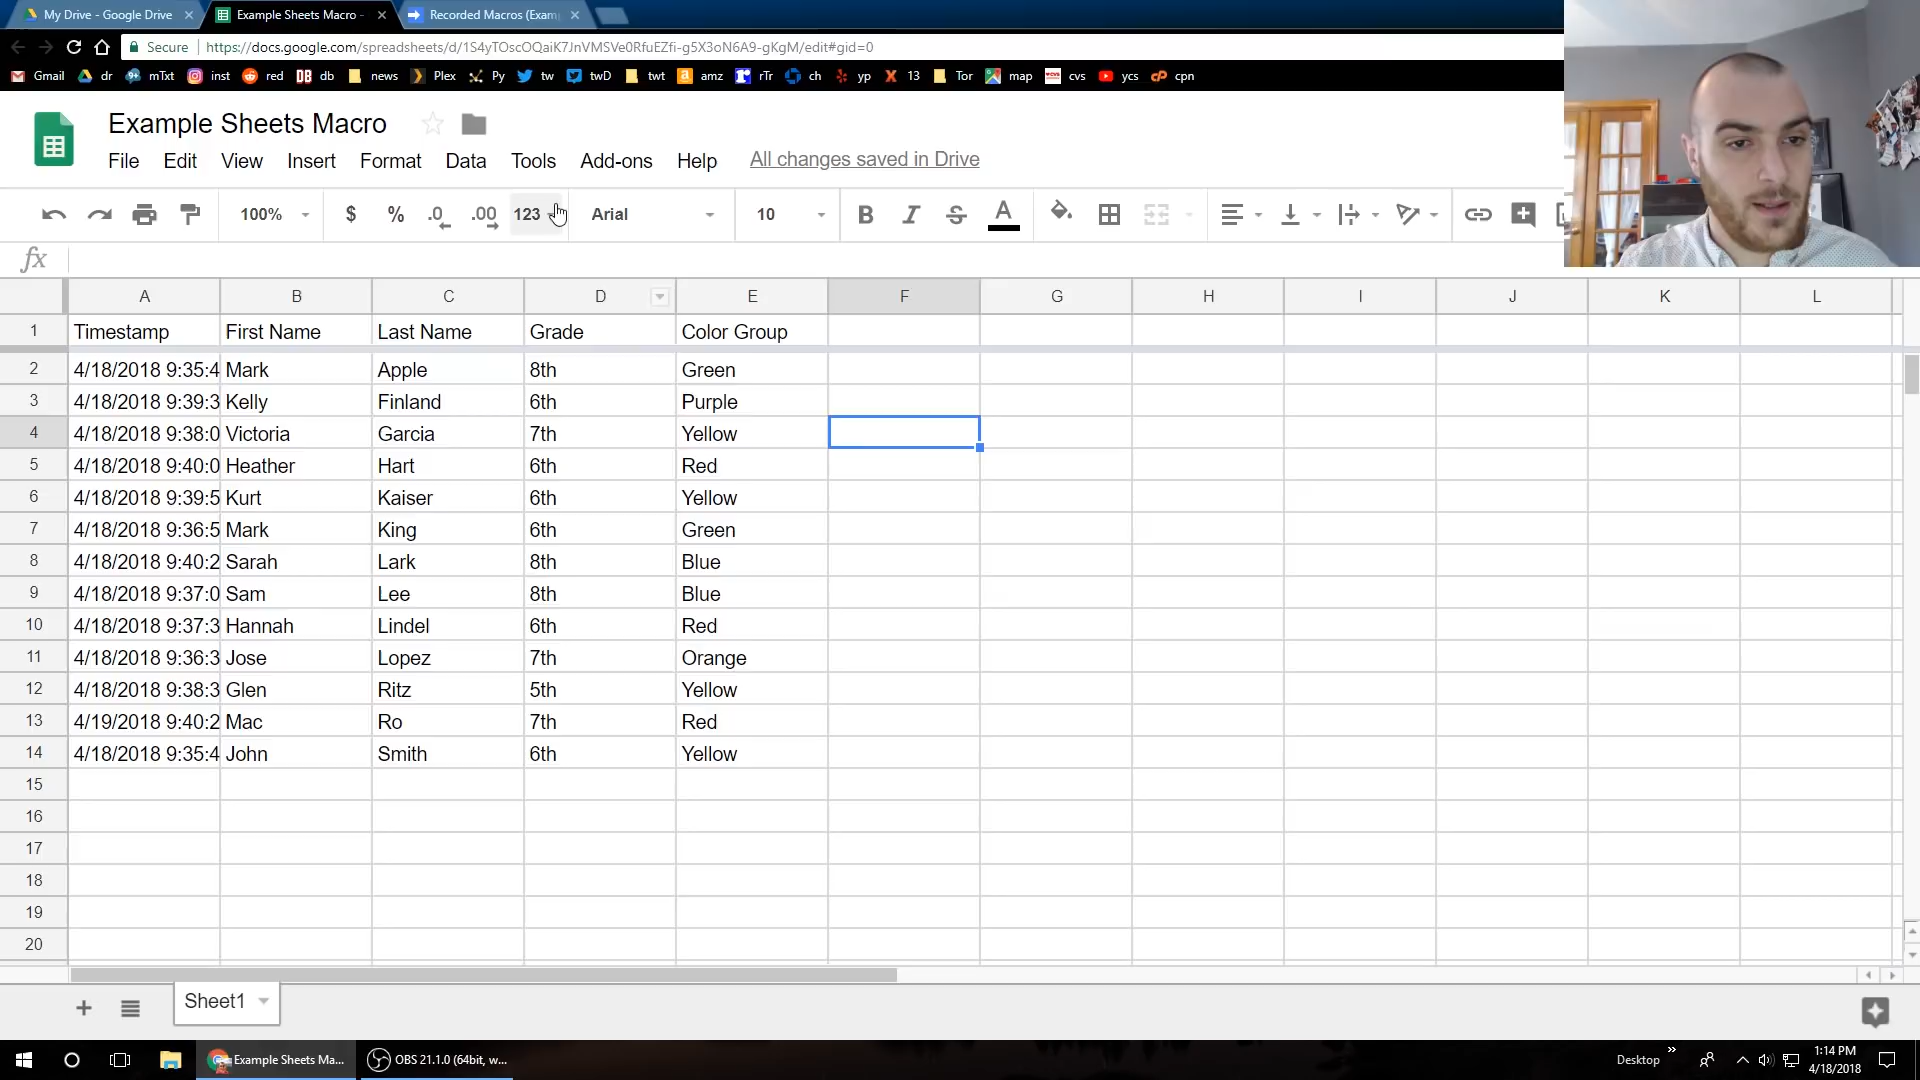 My Drive - Google Drive
Example Sheets Macro -
Recorded Macros (Exam
Secure
https://docs.google.com/spreadsheets/d/1S4yTOscOQaiK7JnVMSVe0RfuEZfi-g5X3oN6A9-gKgM/edit#gid=0
Gmail dr mTxt inst red DB db news Plex Py tw twD twt amz rTr ch yp 13 Tor map cvs ycs cpn
Example Sheets Macro
File Edit View Insert Format Data Tools Add-ons Help All changes saved in Drive
100% $ % .0 .00 123 Arial 10 B I S A
fx
A B C D E F G H I J K L
1 Timestamp First Name Last Name Grade Color Group
2 4/18/2018 9:35:4 Mark Apple 8th Green
3 4/18/2018 9:39:3 Kelly Finland 6th Purple
4 4/18/2018 9:38:0 Victoria Garcia 7th Yellow
5 4/18/2018 9:40:0 Heather Hart 6th Red
6 4/18/2018 9:39:5 Kurt Kaiser 6th Yellow
7 4/18/2018 9:36:5 Mark King 6th Green
8 4/18/2018 9:40:2 Sarah Lark 8th Blue
9 4/18/2018 9:37:0 Sam Lee 8th Blue
10 4/18/2018 9:37:3 Hannah Lindel 6th Red
11 4/18/2018 9:36:3 Jose Lopez 7th Orange
12 4/18/2018 9:38:3 Glen Ritz 5th Yellow
13 4/19/2018 9:40:2 Mac Ro 7th Red
14 4/18/2018 9:35:4 John Smith 6th Yellow
15
16
17
18
19
20
Sheet1
Example Sheets Ma...
OBS 21.1.0 (64bit, w...
Desktop
1:14 PM
4/18/2018